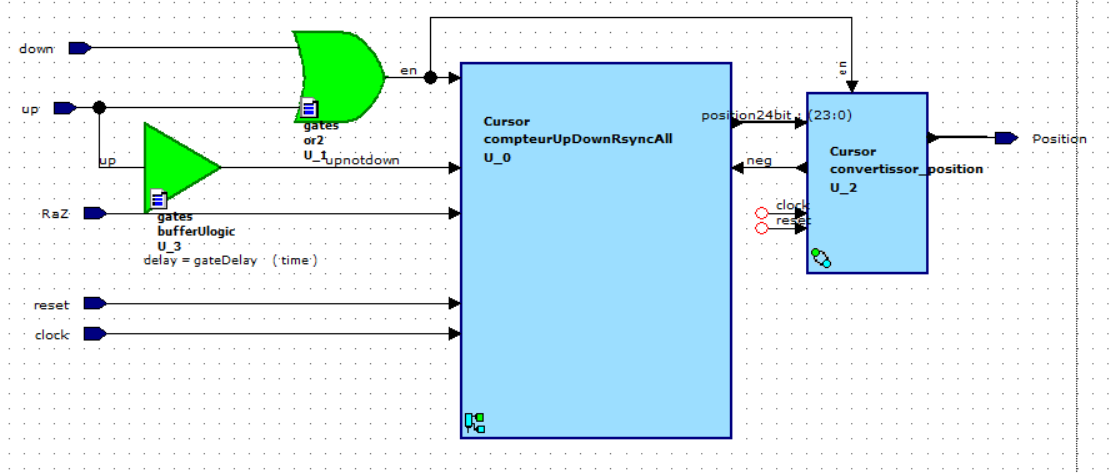 down
en
en
up
gates
or2
U_1
Cursor
compteurUpDownRsyncAll
U_0
position24bit : (23:0)
Cursor
convertissor_position
U_2
Position
up
upnotdown
neg
RaZ
gates
bufferUlogic
U_3
delay = gateDelay ( time )
clock
reset
reset
clock